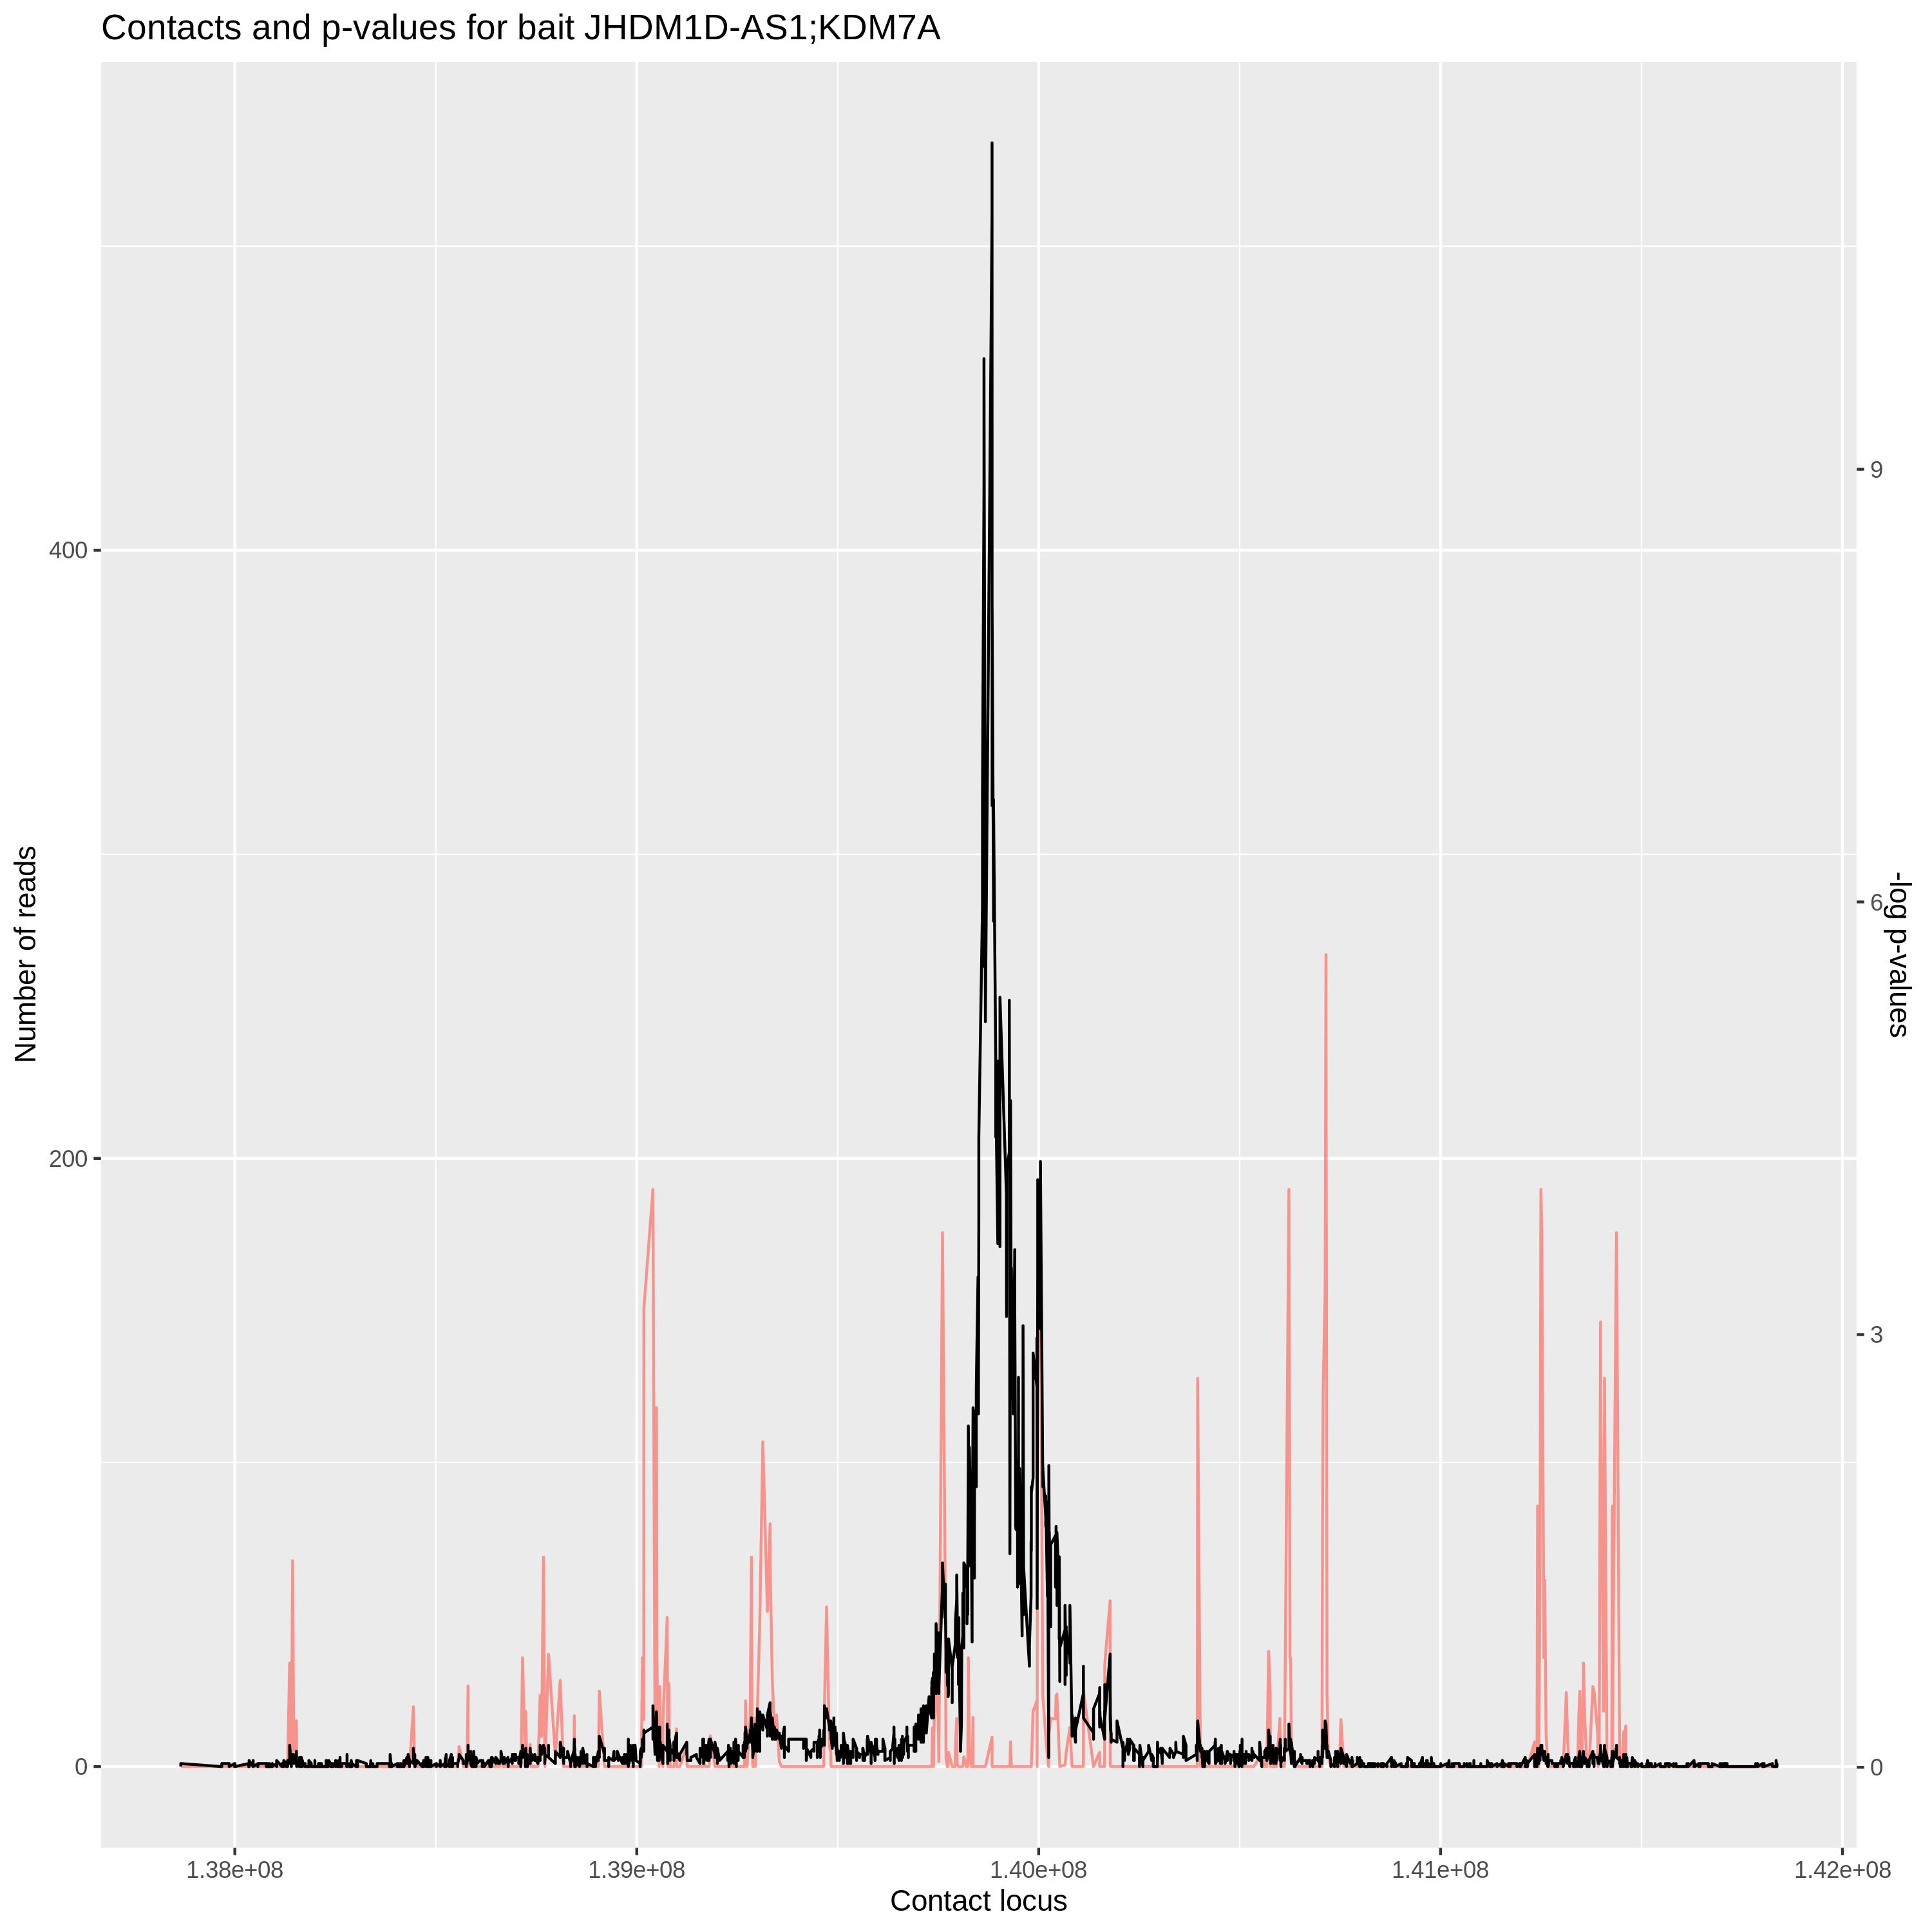 Contacts and p-values for bait JHDM1D-AS1;KDM7A
Number of reads
400
200
0
9
6
3
0
-log p-values
1.38e+08
1.39e+08
1.40e+08
1.41e+08
1.42e+08
Contact locus